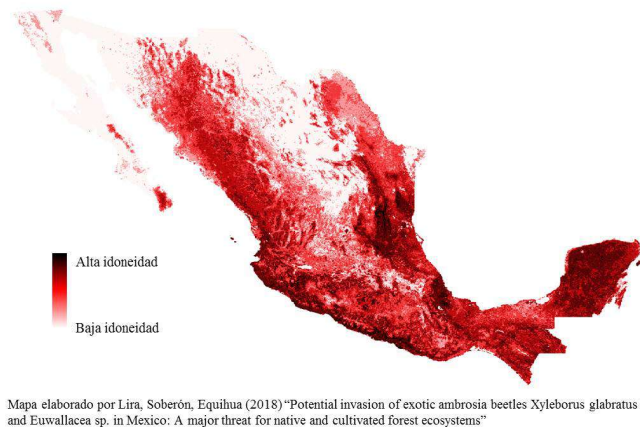 Alta idoneidad
Baja idoneidad
Mapa elaborado por Lira, Soberón, Equihua (2018) “Potential invasion of exotic ambrosia beetles Xyleborus glabratus
and Euwallacea sp. in Mexico: A major threat for native and cultivated forest ecosystems”